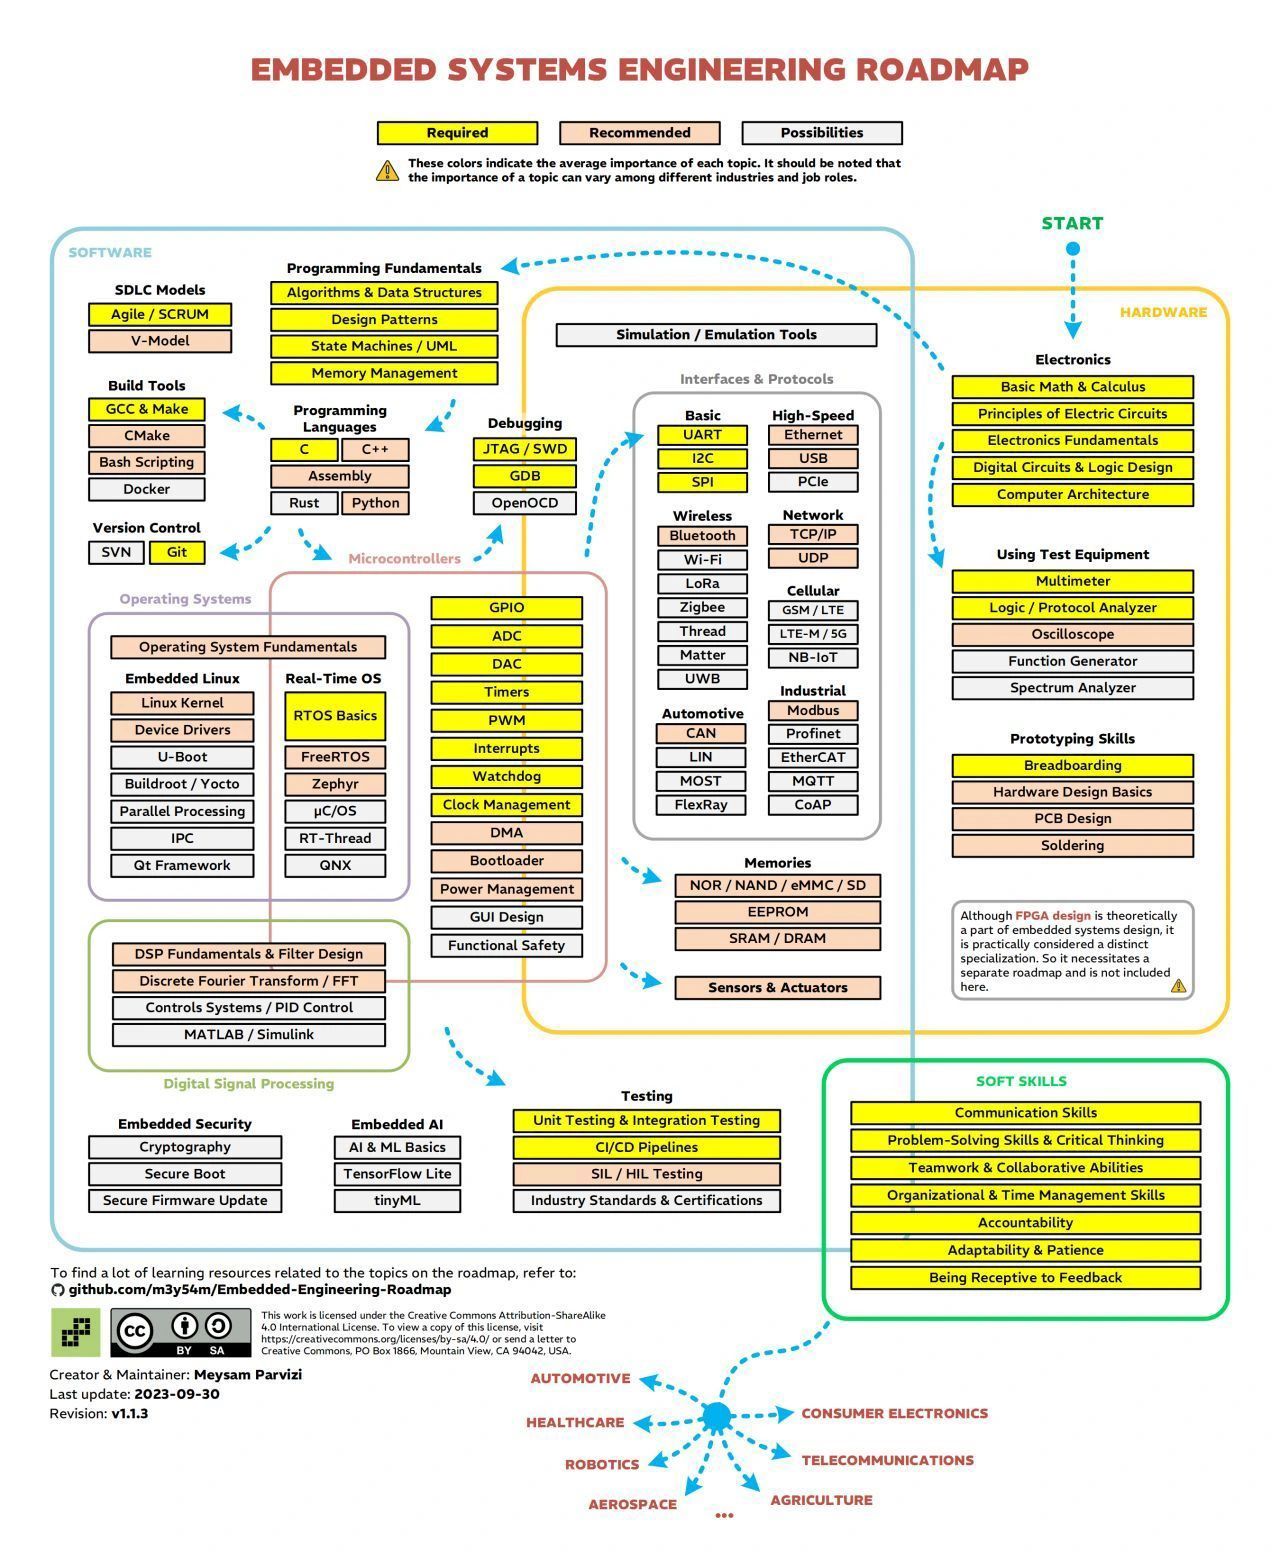 EMBEDDED SYSTEMS ENGINEERING ROADMAP
Required
Recommended
Possibilities
These colors indicate the average importance of each topic. It should be noted that
the importance of a topic can vary among different industries and job roles.
START
SOFTWARE
SDLC Models
Agile / SCRUM
V-Model
Programming Fundamentals
Algorithms & Data Structures
Design Patterns
State Machines / UML
Memory Management
Build Tools
GCC & Make
CMake
Bash Scripting
Docker
Programming
Languages
C
C++
Assembly
Rust
Python
Debugging
JTAG / SWD
GDB
OpenOCD
Version Control
SVN
Git
Microcontrollers
GPIO
ADC
DAC
Timers
PWM
Interrupts
Watchdog
Clock Management
DMA
Bootloader
Power Management
GUI Design
Functional Safety
Operating Systems
Operating System Fundamentals
Embedded Linux
Linux Kernel
Device Drivers
U-Boot
Buildroot / Yocto
Parallel Processing
IPC
Qt Framework
Real-Time OS
RTOS Basics
FreeRTOS
Zephyr
µC/OS
RT-Thread
QNX
DSP Fundamentals & Filter Design
Discrete Fourier Transform / FFT
Controls Systems / PID Control
MATLAB / Simulink
Digital Signal Processing
Embedded Security
Cryptography
Secure Boot
Secure Firmware Update
Embedded AI
AI & ML Basics
TensorFlow Lite
tinyML
Testing
Unit Testing & Integration Testing
CI/CD Pipelines
SIL / HIL Testing
Industry Standards & Certifications
HARDWARE
Simulation / Emulation Tools
Interfaces & Protocols
Basic
UART
I2C
SPI
High-Speed
Ethernet
USB
PCIe
Wireless
Bluetooth
Wi-Fi
LoRa
Zigbee
Thread
Matter
UWB
Network
TCP/IP
UDP
Cellular
GSM / LTE
LTE-M / 5G
NB-IoT
Automotive
CAN
LIN
MOST
FlexRay
Industrial
Modbus
Profinet
EtherCAT
MQTT
CoAP
Memories
NOR / NAND / eMMC / SD
EEPROM
SRAM / DRAM
Sensors & Actuators
Electronics
Basic Math & Calculus
Principles of Electric Circuits
Electronics Fundamentals
Digital Circuits & Logic Design
Computer Architecture
Using Test Equipment
Multimeter
Logic / Protocol Analyzer
Oscilloscope
Function Generator
Spectrum Analyzer
Prototyping Skills
Breadboarding
Hardware Design Basics
PCB Design
Soldering
Although FPGA design is theoretically
a part of embedded systems design, it
is practically considered a distinct
specialization. So it necessitates a
separate roadmap and is not included
here.
SOFT SKILLS
Communication Skills
Problem-Solving Skills & Critical Thinking
Teamwork & Collaborative Abilities
Organizational & Time Management Skills
Accountability
Adaptability & Patience
Being Receptive to Feedback
To find a lot of learning resources related to the topics on the roadmap, refer to:
github.com/m3y54m/Embedded-Engineering-Roadmap
CC
BY SA
This work is licensed under the Creative Commons Attribution-ShareAlike
4.0 International License. To view a copy of this license, visit
https://creativecommons.org/licenses/by-sa/4.0/ or send a letter to
Creative Commons, PO Box 1866, Mountain View, CA 94042, USA.
Creator & Maintainer: Meysam Parvizi
Last update: 2023-09-30
Revision: v1.1.3
AUTOMOTIVE
HEALTHCARE
ROBOTICS
AEROSPACE
...
AGRICULTURE
TELECOMMUNICATIONS
CONSUMER ELECTRONICS